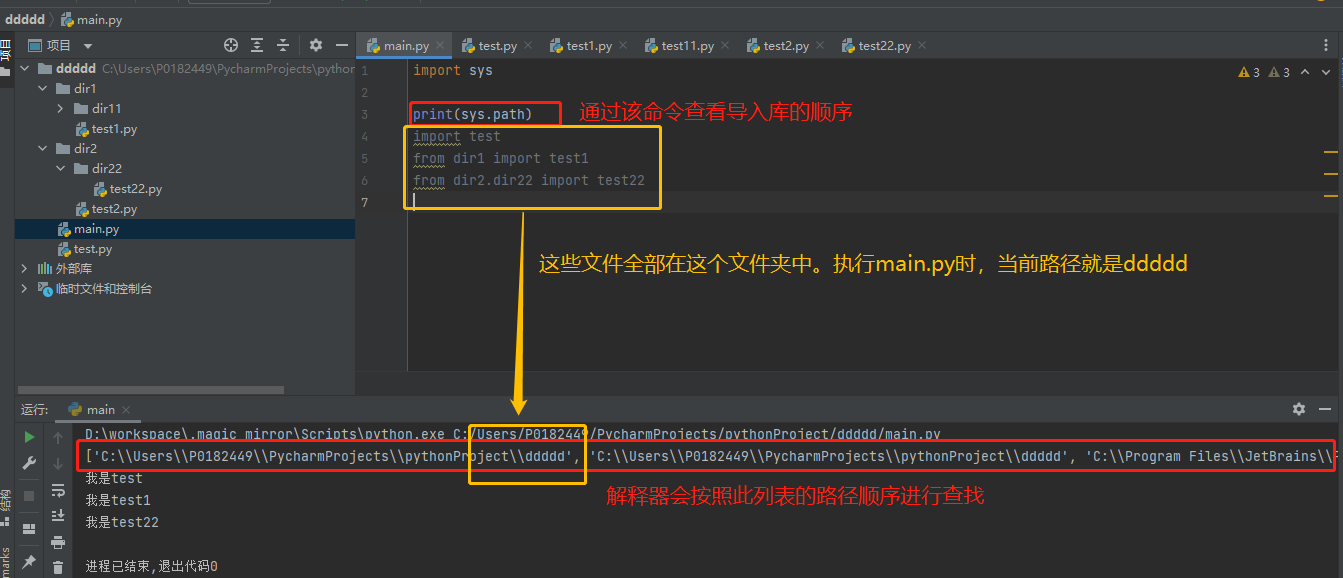 ddddd main.py
项目
main.py test.py test1.py test11.py test2.py test22.py
项目
ddddd C:\Users\P0182449\PycharmProjects\python
dir1
dir11
test1.py
dir2
dir22
test22.py
test2.py
main.py
test.py
外部库
临时文件和控制台
1 import sys
3 3
2
3 print(sys.path) 通过该命令查看导入库的顺序
4 import test
5 from dir1 import test1
6 from dir2.dir22 import test22
7
这些文件全部在这个文件夹中。执行main.py时，当前路径就是ddddd
运行: main
D:\workspace\.magic_mirror\Scripts\python.exe C:/Users/P0182449/PycharmProjects/pythonProject/ddddd/main.py
['C:\\Users\\P0182449\\PycharmProjects\\pythonProject\\ddddd', 'C:\\Users\\P0182449\\PycharmProjects\\pythonProject\\ddddd', 'C:\\Program Files\\JetBrains\\
我是test
解释器会按照此列表的路径顺序进行查找
我是test1
我是test22
进程已结束,退出代码0
结构
marks